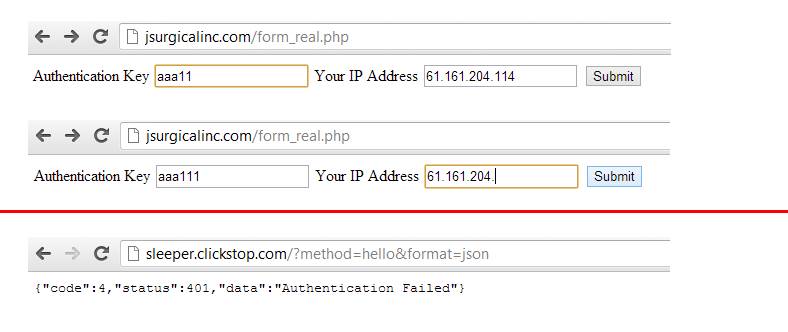 jsurgicalinc.com/form_real.php
Authentication Key aaa11 Your IP Address 61.161.204.114 Submit
jsurgicalinc.com/form_real.php
Authentication Key aaa111 Your IP Address 61.161.204. Submit
sleeper.clickstop.com/?method=hello&format=json
{"code":4,"status":401,"data":"Authentication Failed"}